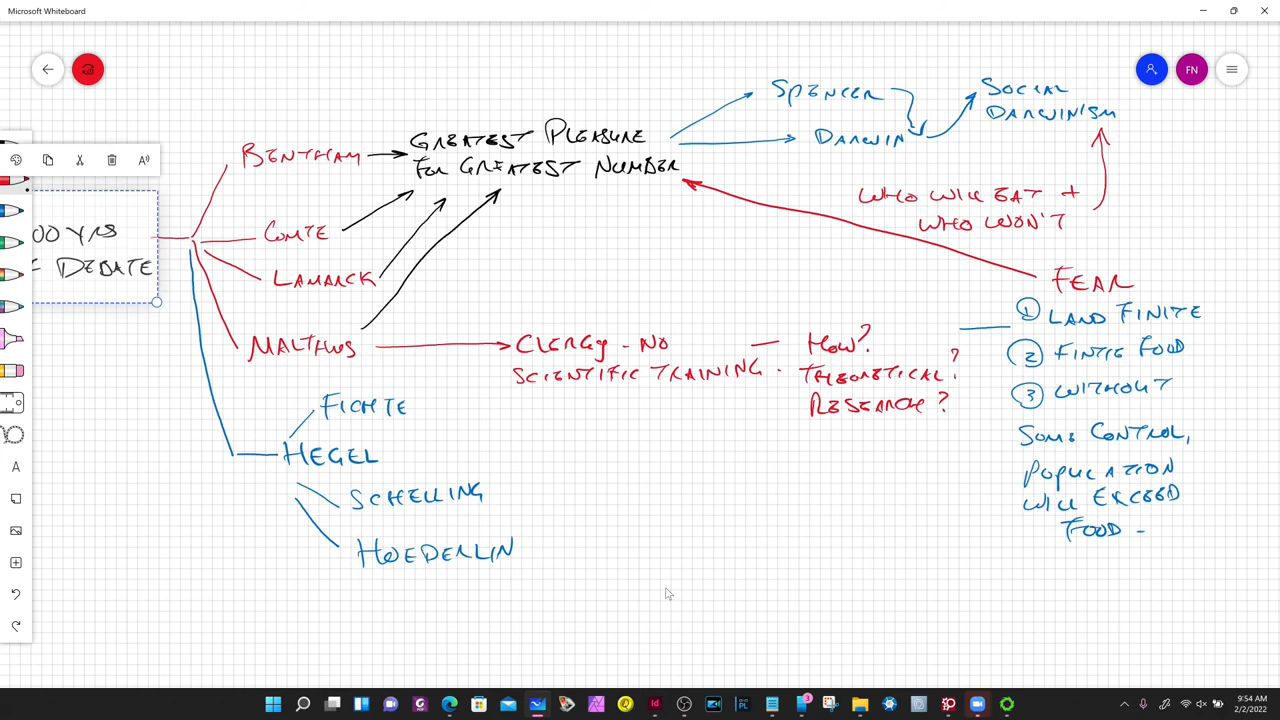 Microsoft Whiteboard
FN
SPENCER
SOCIAL
DARWINISM
GREATEST PLEASURE
FOR GREATEST NUMBER
DARWIN
BENTHAM
WHO WILL EAT +
WHO WON'T
00 YRS
DEBATE
COMTE
LAMARCK
FEAR
1 LAND FINITE
MALTHUS
CLERGY - NO
SCIENTIFIC TRAINING.
HOW?
THEORETICAL?
RESEARCH?
2 FINTIE FOOD
3 WITHOUT
SOME CONTROL,
POPULATION
WILL EXCEED
FOOD -
FICHTE
HEGEL
SCHELLING
HOEDERLIN
A
9:54 AM
2/2/2022